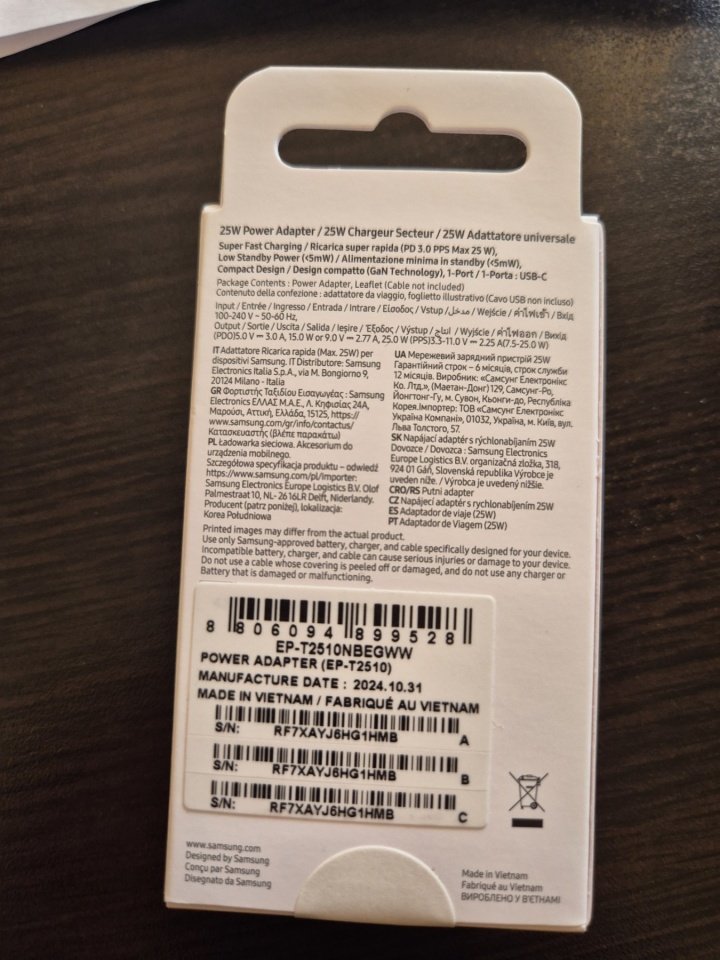 25W Power Adapter / 25W Chargeur Secteur / 25W Adattatore universale
Super Fast Charging / Ricarica super rapida (PD 3.0 PPS Max 25 W),
Low Standby Power (<5mW) / Alimentazione minima in standby (<5mW),
Compact Design / Design compatto (GaN Technology), 1-Port / 1-Porta : USB-C
Package Contents : Power Adapter, Leaflet (Cable not included)
Contenuto della confezione : adattatore da viaggio, foglietto illustrativo (Cavo USB non incluso)
Input / Entrée / Ingresso / Entrada / Intrare / Είσοδος / Vstup / مدخل / Wejście / ค่าไฟเข้า / Вхід
100-240 V ~ 50-60 Hz,
Output / Sortie / Uscita / Salida / Ieșire / Έξοδος / Výstup / إنتاج / Wyjście / ค่าไฟออก / Вихід
(PDO)5.0 V ⎓ 3.0 A, 15.0 W or 9.0 V ⎓ 2.77 A, 25.0 W (PPS)3.3-11.0 V ⎓ 2.25 A(7.5-25.0 W)
IT Adattatore Ricarica rapida (Max. 25W) per
dispositivi Samsung. IT Distributore: Samsung
Electronics Italia S.p.A., via M. Bongiorno 9,
20124 Milano - Italia
GR Φορτιστής Ταξιδίου Εισαγωγέας : Samsung
Electronics ΕΛΛΑΣ Μ.Α.Ε., Λ. Κηφισίας 24Α,
Μαρούσι, Αττική, Ελλάδα, 15125, https://
www.samsung.com/gr/info/contactus/
Κατασκευαστής (βλέπε παρακάτω)
PL Ładowarka sieciowa. Akcesorium do
urządzenia mobilnego.
Szczegółowa specyfikacja produktu – odwiedź
https://www.samsung.com/pl/Importer:
Samsung Electronics Europe Logistics B.V. Olof
Palmestraat 10, NL- 26 16LR Delft, Niderlandy.
Producent (patrz poniżej), lokalizacja:
Korea Południowa
UA Мережевий зарядний пристрій 25W
Гарантійний строк – 6 місяців, строк служби
12 місяців. Виробник: «Самсунг Електронікс
Ко. Лтд.», (Маетан-Донг) 129, Самсунг-Ро,
Йонгтонг-Гу, м. Сувон, Кьонги-до, Республіка
Корея.Імпортер: ТОВ «Самсунг Електронікс
Україна Компані», 01032, Україна, м. Київ, вул.
Льва Толстого, 57.
SK Napájací adaptér s rýchlonabíjaním 25W
Dovozce / Dovozca : Samsung Electronics
Europe Logistics B.V. organizačná zložka, 318,
924 01 Gáň, Slovenská republika Výrobce je
uveden níže. / Výrobca je uvedený nižšie.
CRO/RS Putni adapter
CZ Napájecí adaptér s rychlonabíjením 25W
ES Adaptador de viaje (25W)
PT Adaptador de Viagem (25W)
Printed images may differ from the actual product.
Use only Samsung-approved battery, charger, and cable specifically designed for your device.
Incompatible battery, charger, and cable can cause serious injuries or damage to your device.
Do not use a cable whose covering is peeled off or damaged, and do not use any charger or
Battery that is damaged or malfunctioning.
8 806094 899528
EP-T2510NBEGWW
POWER ADAPTER (EP-T2510)
MANUFACTURE DATE : 2024.10.31
MADE IN VIETNAM / FABRIQUÉ AU VIETNAM
S/N: RF7XAYJ6HG1HMB A
S/N: RF7XAYJ6HG1HMB B
S/N: RF7XAYJ6HG1HMB C
www.samsung.com
Designed by Samsung
Conçu par Samsung
Disegnato da Samsung
Made in Vietnam
Fabriqué au Vietnam
ВИРОБЛЕНО У В'ЄТНАМІ